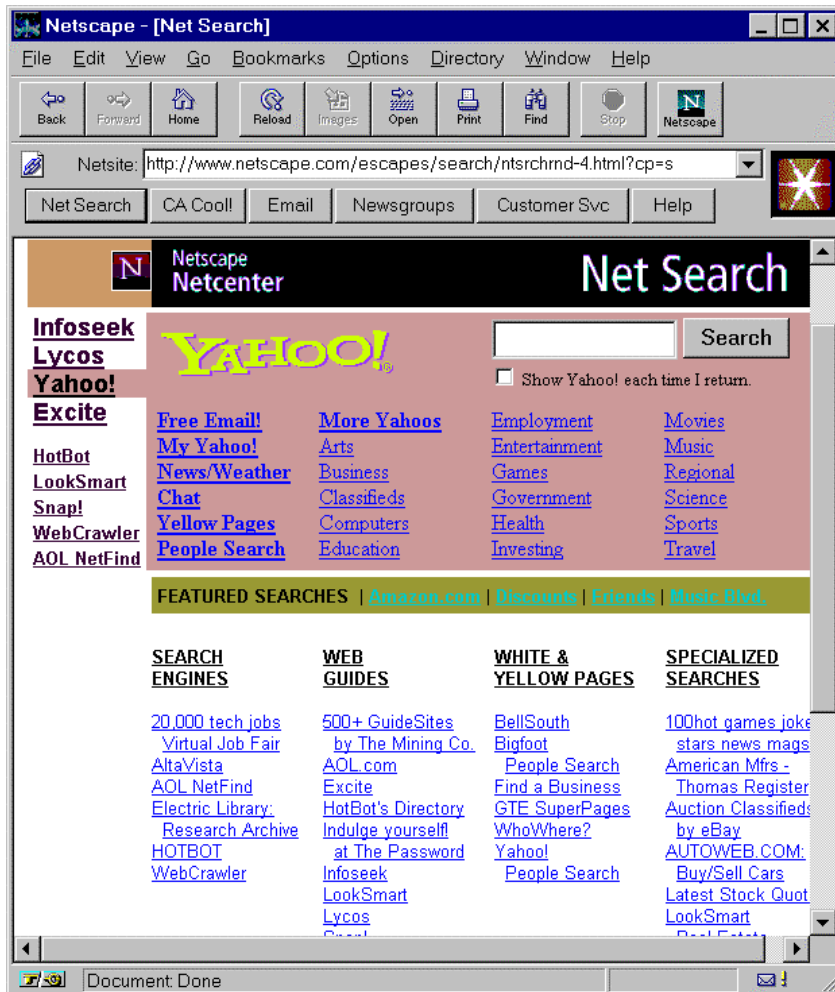 Netscape - [Net Search]
File Edit View Go Bookmarks Options Directory Window Help
Back Forward Home Reload Images Open Print Find Stop Netscape
Netsite: http://www.netscape.com/escapes/search/ntsrchrnd-4.html?cp=s
Net Search CA Cool! Email Newsgroups Customer Svc Help
N Netscape Netcenter Net Search
Infoseek
Lycos
Yahoo!
Excite
HotBot
LookSmart
Snap!
WebCrawler
AOL NetFind
YAHOO! Search
Show Yahoo! each time I return.
Free Email! More Yahoos Employment Movies
My Yahoo! Arts Entertainment Music
News/Weather Business Games Regional
Chat Classifieds Government Science
Yellow Pages Computers Health Sports
People Search Education Investing Travel
FEATURED SEARCHES | Amazon.com | Discounts | Friends | Music Blvd.
SEARCH
ENGINES
20,000 tech jobs
Virtual Job Fair
AltaVista
AOL NetFind
Electric Library:
Research Archive
HOTBOT
WebCrawler
WEB
GUIDES
500+ GuideSites
by The Mining Co.
AOL.com
Excite
HotBot's Directory
Indulge yourself!
at The Password
Infoseek
LookSmart
Lycos
Snap!
WHITE &
YELLOW PAGES
BellSouth
Bigfoot
People Search
Find a Business
GTE SuperPages
WhoWhere?
Yahoo!
People Search
SPECIALIZED
SEARCHES
100hot games joke
stars news mags
American Mfrs -
Thomas Register
Auction Classifieds
by eBay
AUTOWEB.COM:
Buy/Sell Cars
Latest Stock Quot
LookSmart
Real Estate
Document: Done